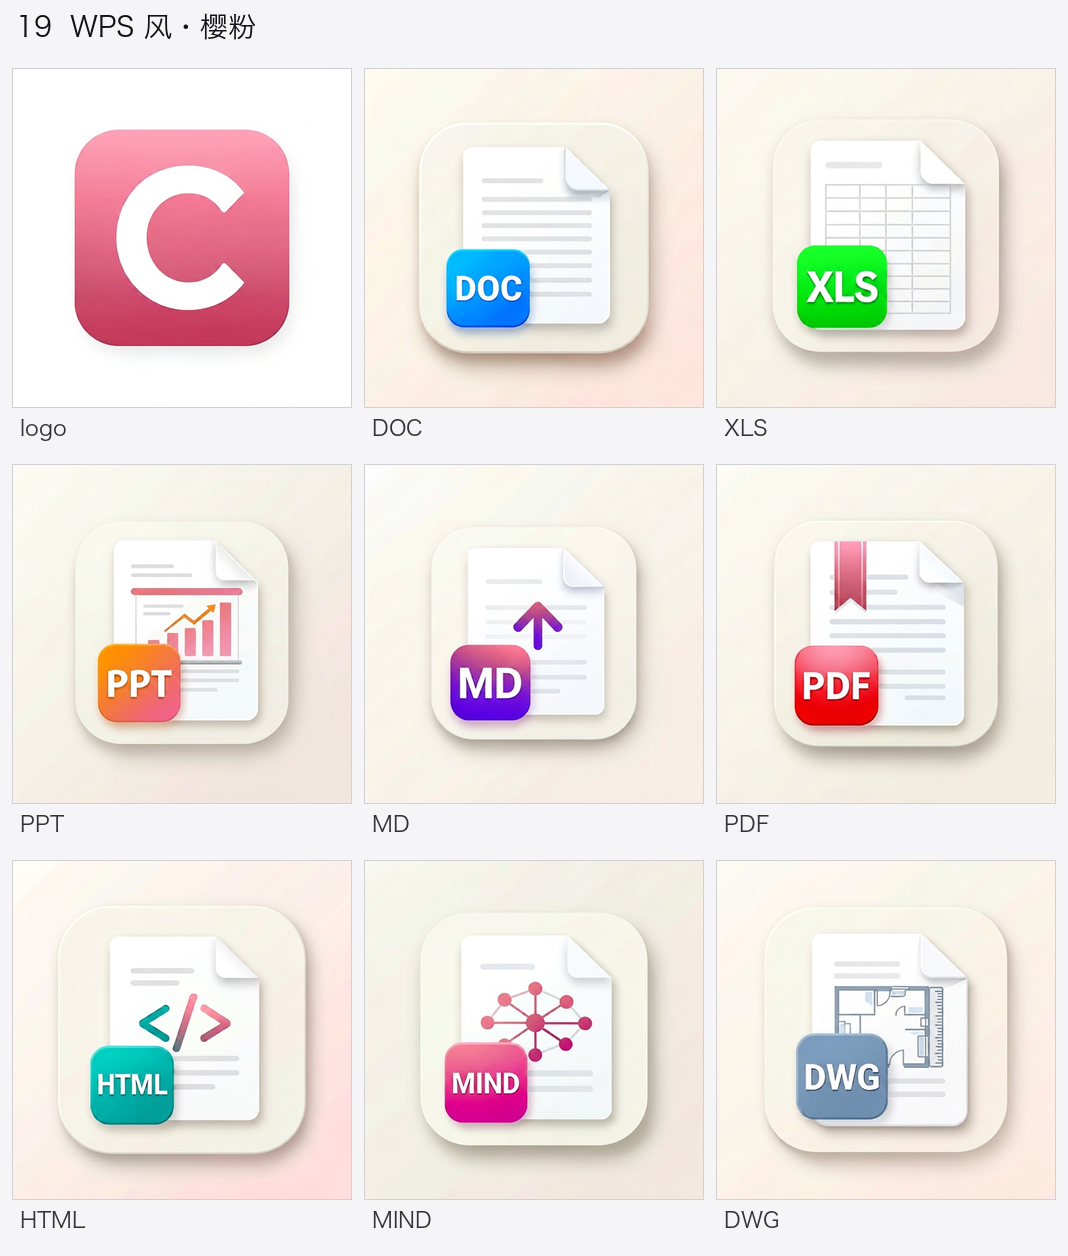 19 WPS 风·樱粉
C
DOC
XLS
logo
DOC
XLS
PPT
MD
PDF
PPT
MD
PDF
</>
HTML
MIND
DWG
HTML
MIND
DWG